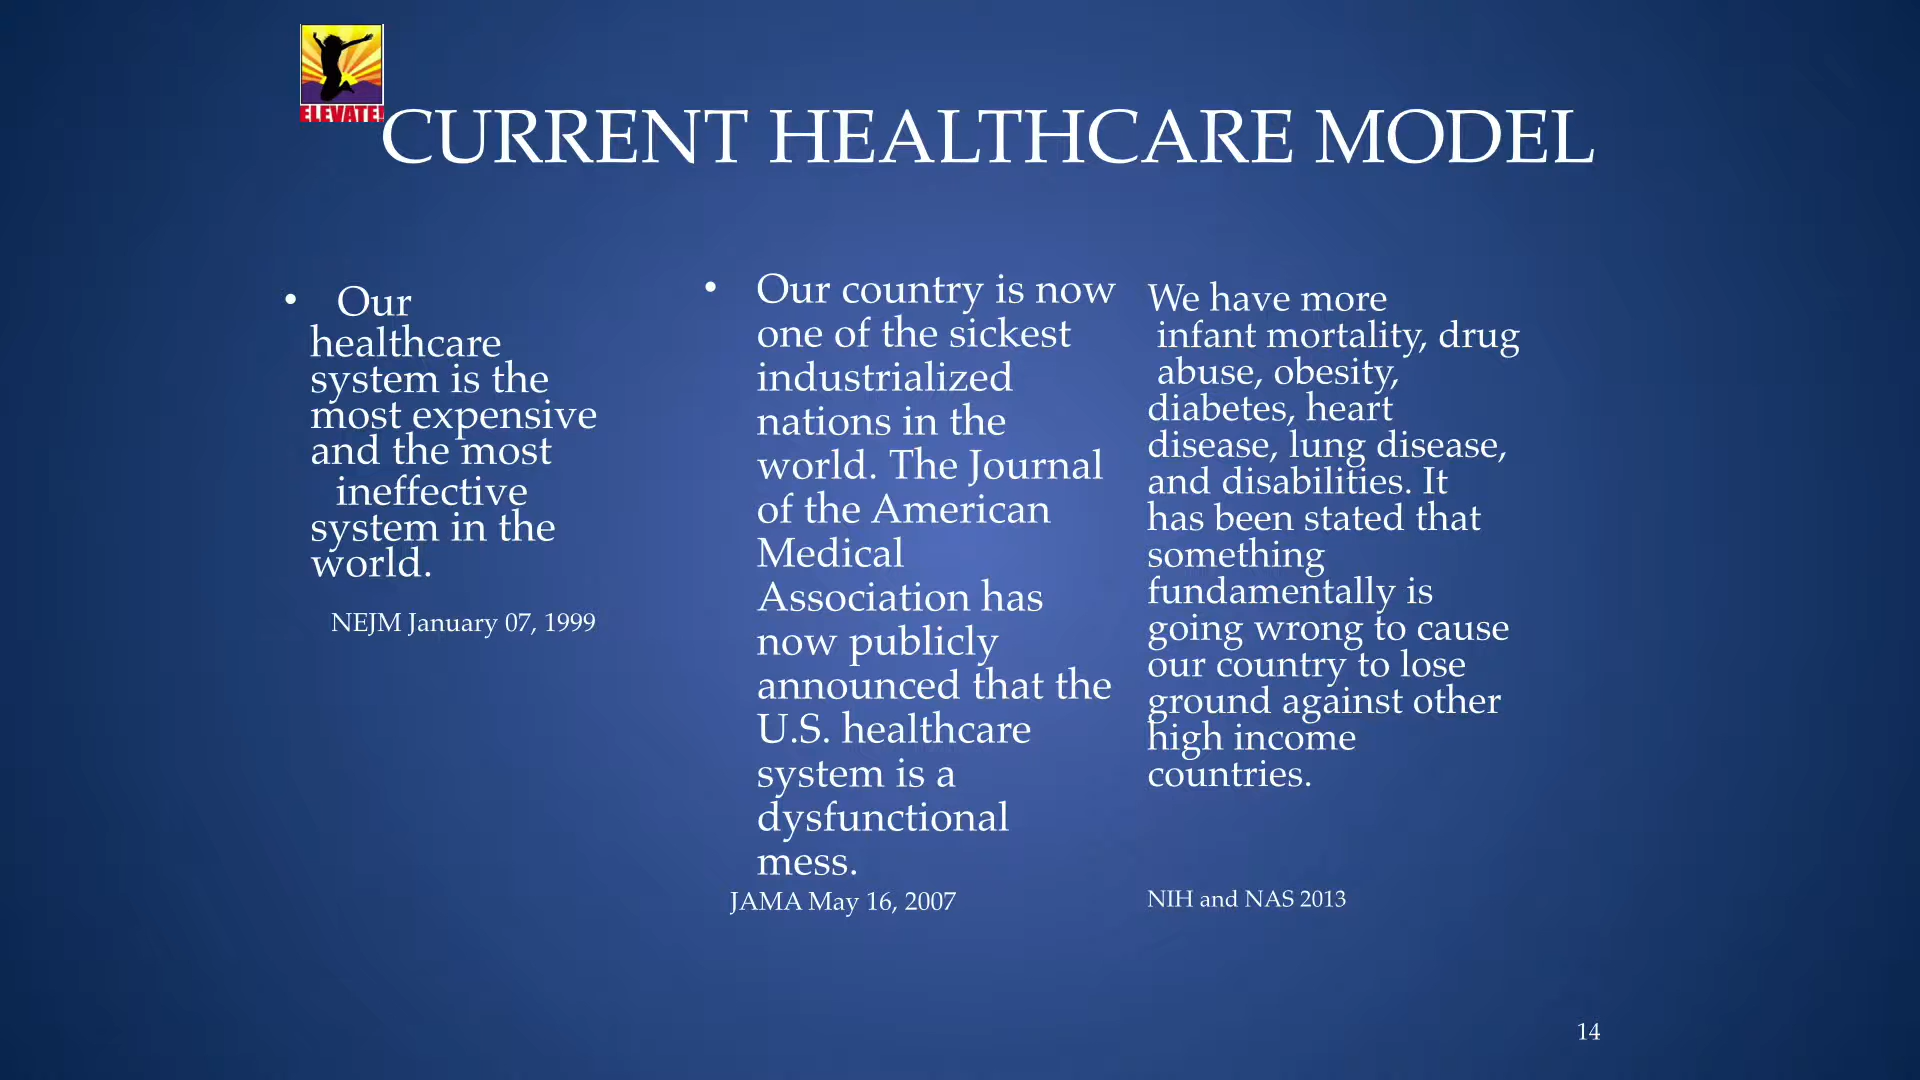 ELEVATE!
CURRENT HEALTHCARE MODEL
• Our
healthcare
system is the
most expensive
and the most
ineffective
system in the
world.
NEJM January 07, 1999
• Our country is now
one of the sickest
industrialized
nations in the
world. The Journal
of the American
Medical
Association has
now publicly
announced that the
U.S. healthcare
system is a
dysfunctional
mess.
JAMA May 16, 2007
We have more
infant mortality, drug
abuse, obesity,
diabetes, heart
disease, lung disease,
and disabilities. It
has been stated that
something
fundamentally is
going wrong to cause
our country to lose
ground against other
high income
countries.
NIH and NAS 2013
14